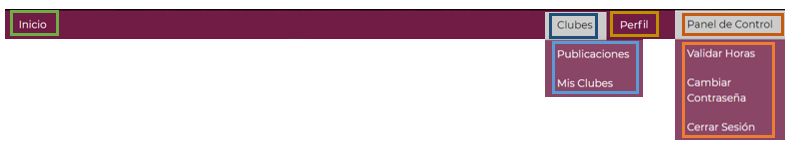 Inicio
Clubes
Perfil
Panel de Control
Publicaciones
Mis Clubes
Validar Horas
Cambiar
Contraseña
Cerrar Sesión